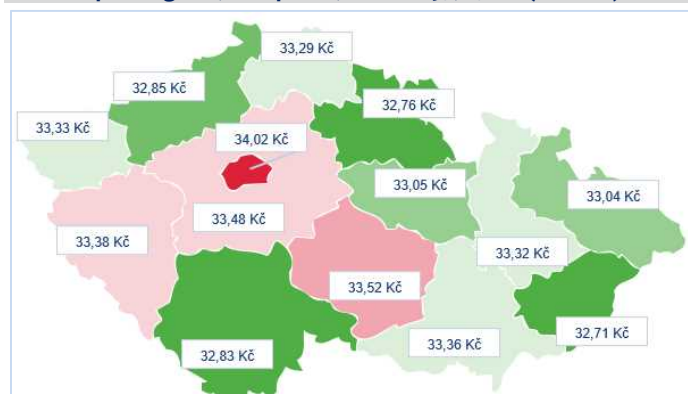 33,29 Kč
32,85 Kč
32,76 Kč
33,33 Kč
34,02 Kč
33,05 Kč
33,04 Kč
33,48 Kč
33,38 Kč
33,32 Kč
33,52 Kč
32,71 Kč
33,36 Kč
32,83 Kč